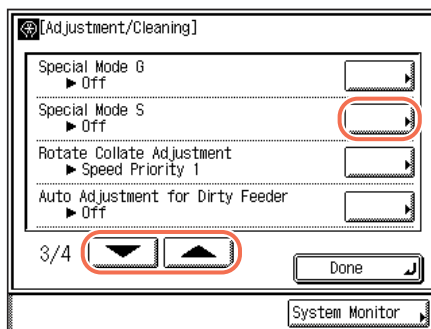 [Adjustment/Cleaning]
Special Mode G
► Off
Special Mode S
► Off
Rotate Collate Adjustment
► Speed Priority 1
Auto Adjustment for Dirty Feeder
► Off
3/4
Done
System Monitor